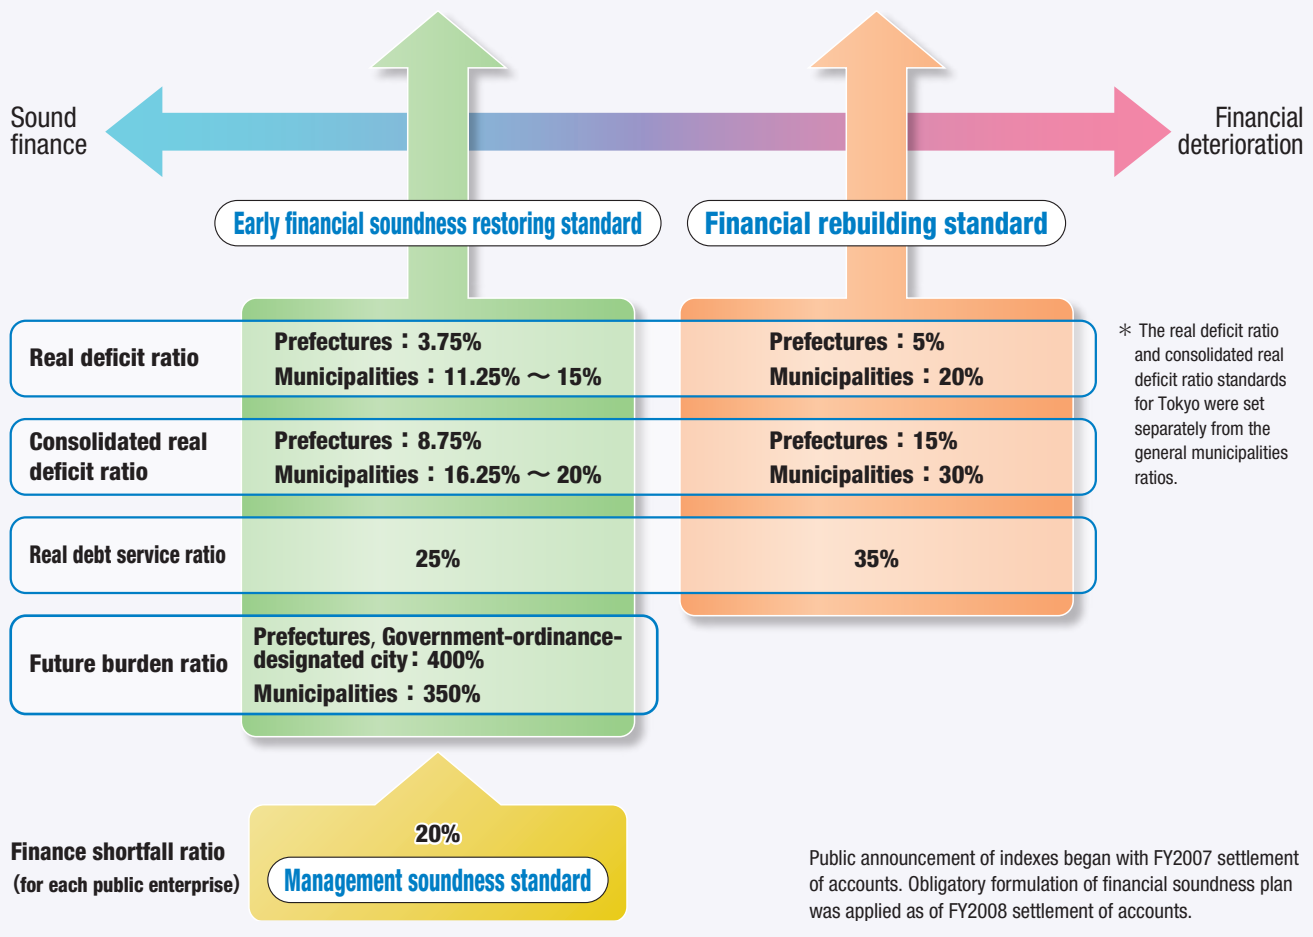 Sound
finance
Financial
deterioration
Early financial soundness restoring standard
Financial rebuilding standard
Real deficit ratio
Prefectures：3.75%
Municipalities：11.25% ～ 15%
Prefectures：5%
Municipalities：20%
＊ The real deficit ratio
and consolidated real
deficit ratio standards
for Tokyo were set
separately from the
general municipalities
ratios.
Consolidated real
deficit ratio
Prefectures：8.75%
Municipalities：16.25% ～ 20%
Prefectures：15%
Municipalities：30%
Real debt service ratio
25%
35%
Future burden ratio
Prefectures, Government-ordinance-
designated city：400%
Municipalities：350%
Finance shortfall ratio
(for each public enterprise)
20%
Management soundness standard
Public announcement of indexes began with FY2007 settlement
of accounts. Obligatory formulation of financial soundness plan
was applied as of FY2008 settlement of accounts.